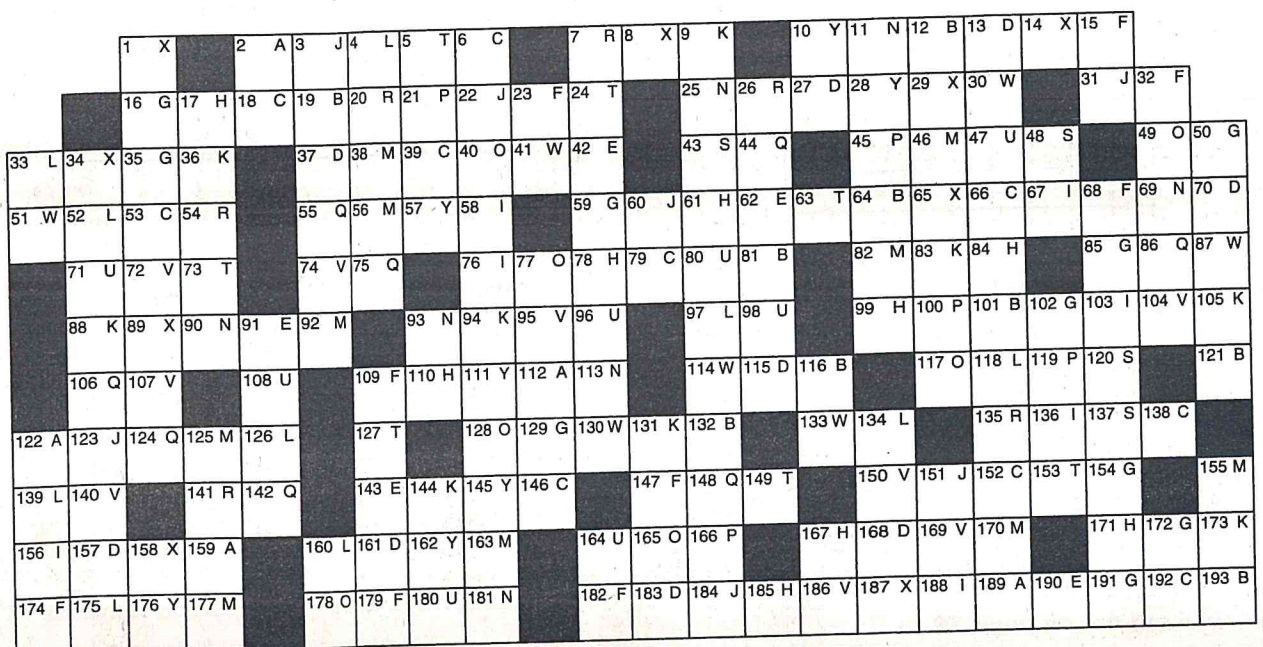 1 X 2 A 3 J 4 L 5 T 6 C 7 R 8 X 9 K 10 Y 11 N 12 B 13 D 14 X 15 F
16 G 17 H 18 C 19 B 20 R 21 P 22 J 23 F 24 T 25 N 26 R 27 D 28 Y 29 X 30 W 31 J 32 F
33 L 34 X 35 G 36 K 37 D 38 M 39 C 40 O 41 W 42 E 43 S 44 Q 45 P 46 M 47 U 48 S 49 O 50 G
51 W 52 L 53 C 54 R 55 Q 56 M 57 Y 58 I 59 G 60 J 61 H 62 E 63 T 64 B 65 X 66 C 67 I 68 F 69 N 70 D
71 U 72 V 73 T 74 V 75 Q 76 I 77 O 78 H 79 C 80 U 81 B 82 M 83 K 84 H 85 G 86 Q 87 W
88 K 89 X 90 N 91 E 92 M 93 N 94 K 95 V 96 U 97 L 98 U 99 H 100 P 101 B 102 G 103 I 104 V 105 K
106 Q 107 V 108 U 109 F 110 H 111 Y 112 A 113 N 114 W 115 D 116 B 117 O 118 L 119 P 120 S 121 B
122 A 123 J 124 Q 125 M 126 L 127 T 128 O 129 G 130 W 131 K 132 B 133 W 134 L 135 R 136 I 137 S 138 C
139 L 140 V 141 R 142 Q 143 E 144 K 145 Y 146 C 147 F 148 Q 149 T 150 V 151 J 152 C 153 T 154 G 155 M
156 I 157 D 158 X 159 A 160 L 161 D 162 Y 163 M 164 U 165 O 166 P 167 H 168 D 169 V 170 M 171 H 172 G 173 K
174 F 175 L 176 Y 177 M 178 O 179 F 180 U 181 N 182 F 183 D 184 J 185 H 186 V 187 X 188 I 189 A 190 E 191 G 192 C 193 B